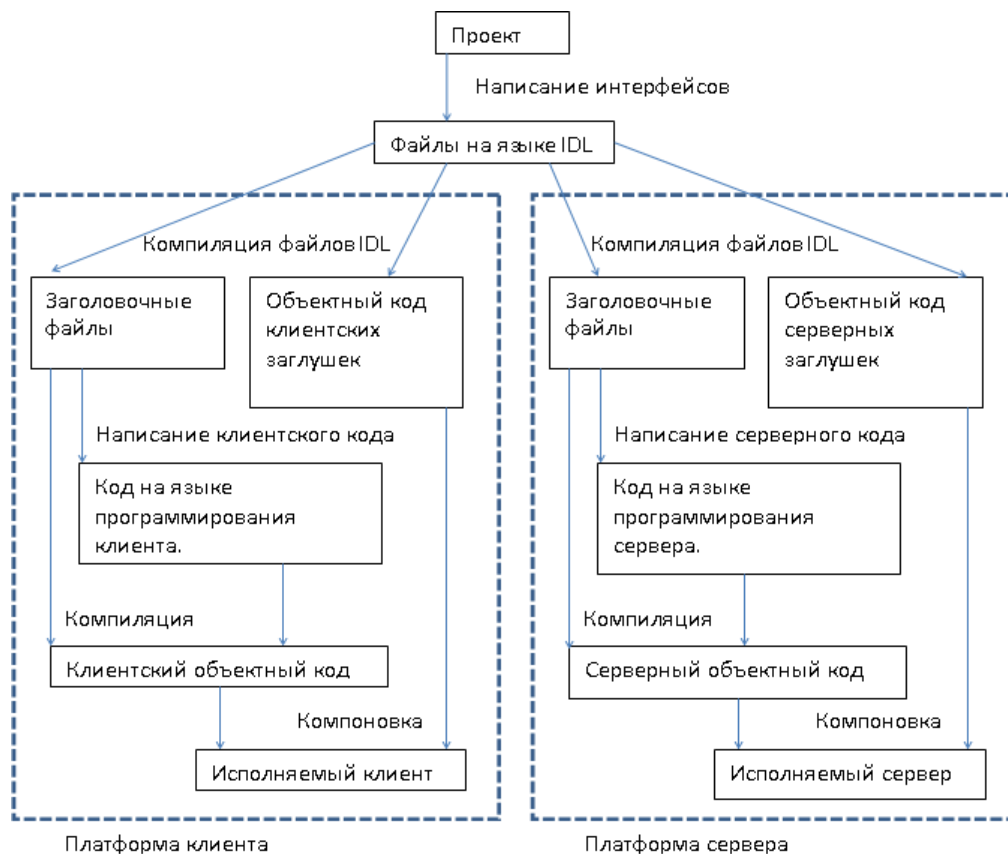 Проект
Написание интерфейсов
Файлы на языке IDL
Компиляция файлов IDL
Заголовочные
файлы
Объектный код
клиентских
заглушек
Написание клиентского кода
Код на языке
программирования
клиента.
Компиляция
Клиентский объектный код
Компоновка
Исполняемый клиент
Платформа клиента
Компиляция файлов IDL
Заголовочные
файлы
Объектный код
серверных
заглушек
Написание серверного кода
Код на языке
программирования
сервера.
Компиляция
Серверный объектный код
Компоновка
Исполняемый сервер
Платформа сервера